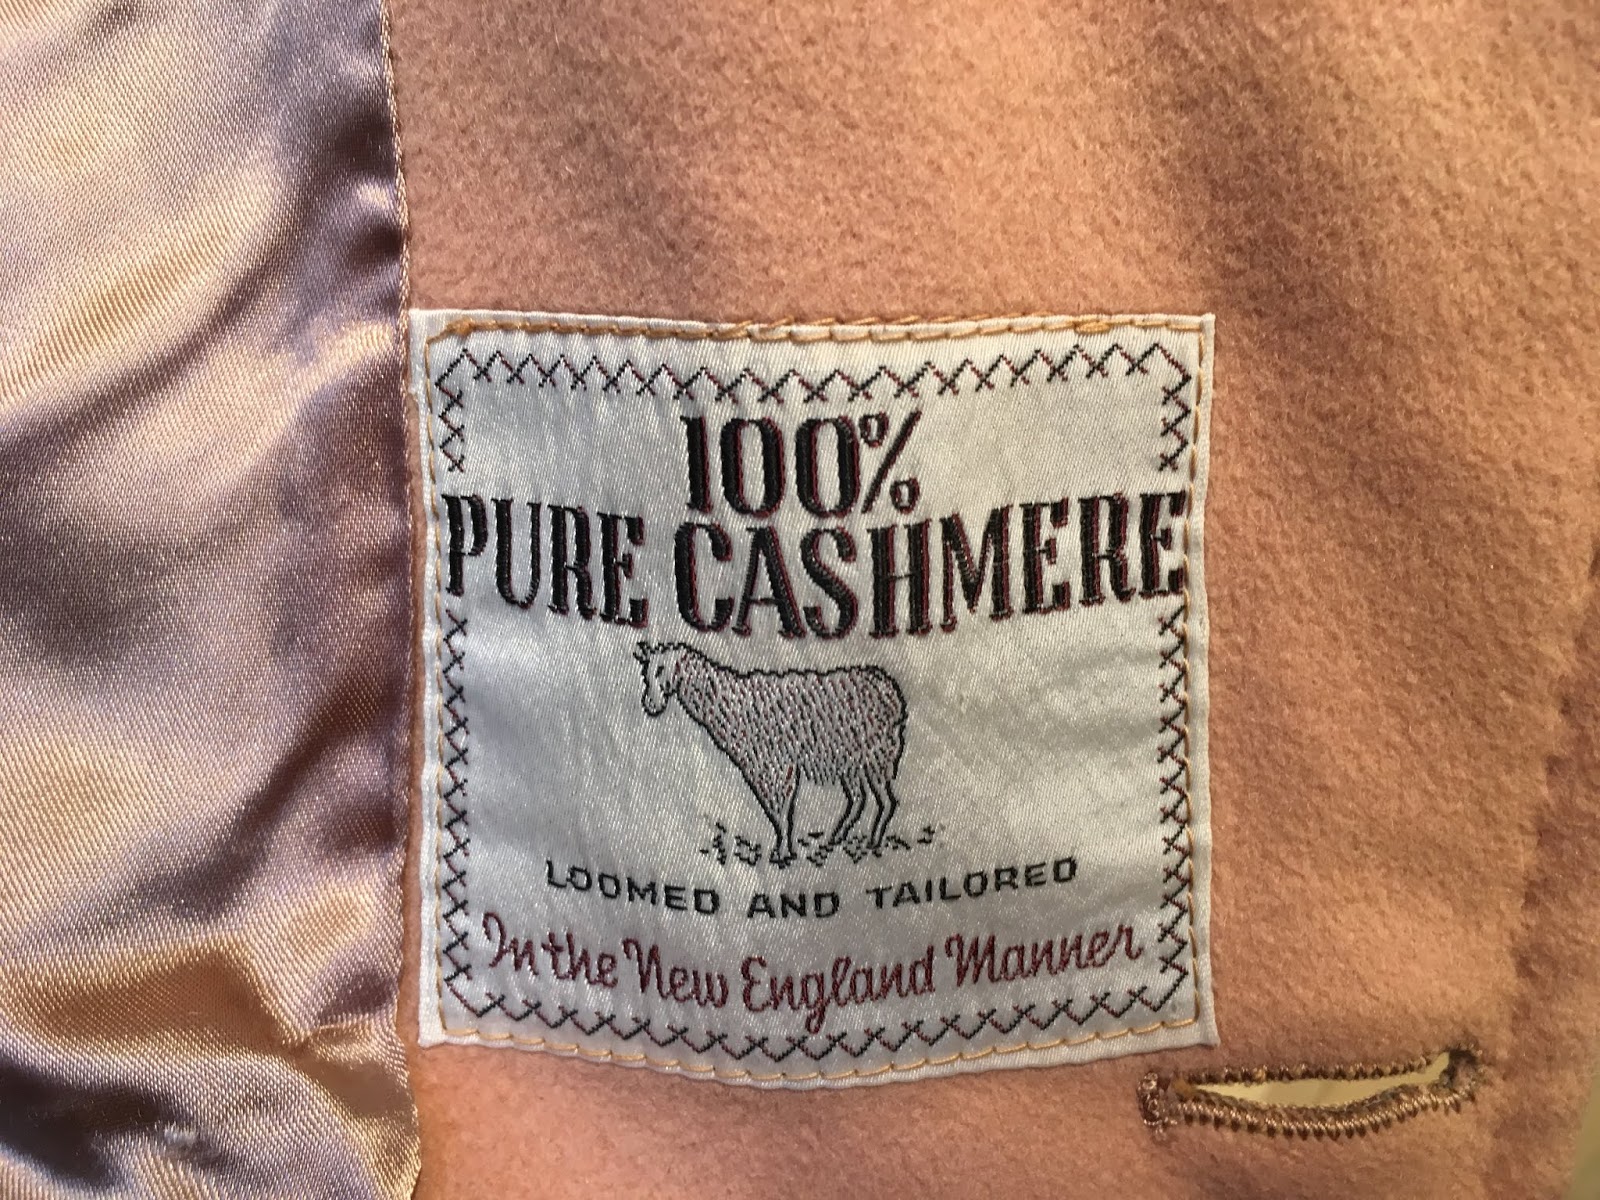 100%
PURE CASHMERE
LOOMED AND TAILORED
In the New England Manner